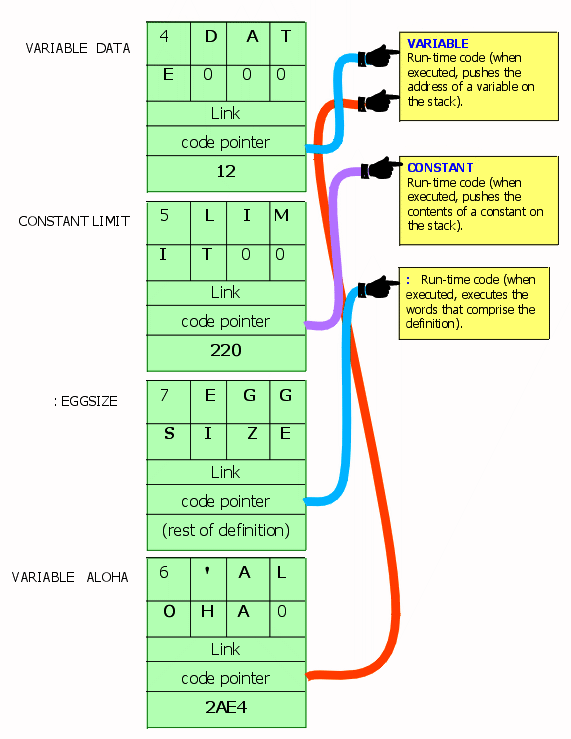 VARIABLE DATA
4 D A T
E 0 0 0
Link
code pointer
12
CONSTANT LIMIT
5 L I M
I T 0 0
Link
code pointer
220
: EGGSIZE
7 E G G
S I Z E
Link
code pointer
(rest of definition)
VARIABLE ALOHA
6 ' A L
O H A 0
Link
code pointer
2AE4
VARIABLE
Run-time code (when
executed, pushes the
address of a variable on
the stack).
CONSTANT
Run-time code (when
executed, pushes the
contents of a constant on
the stack).
: Run-time code (when
executed, executes the
words that comprise the
definition).